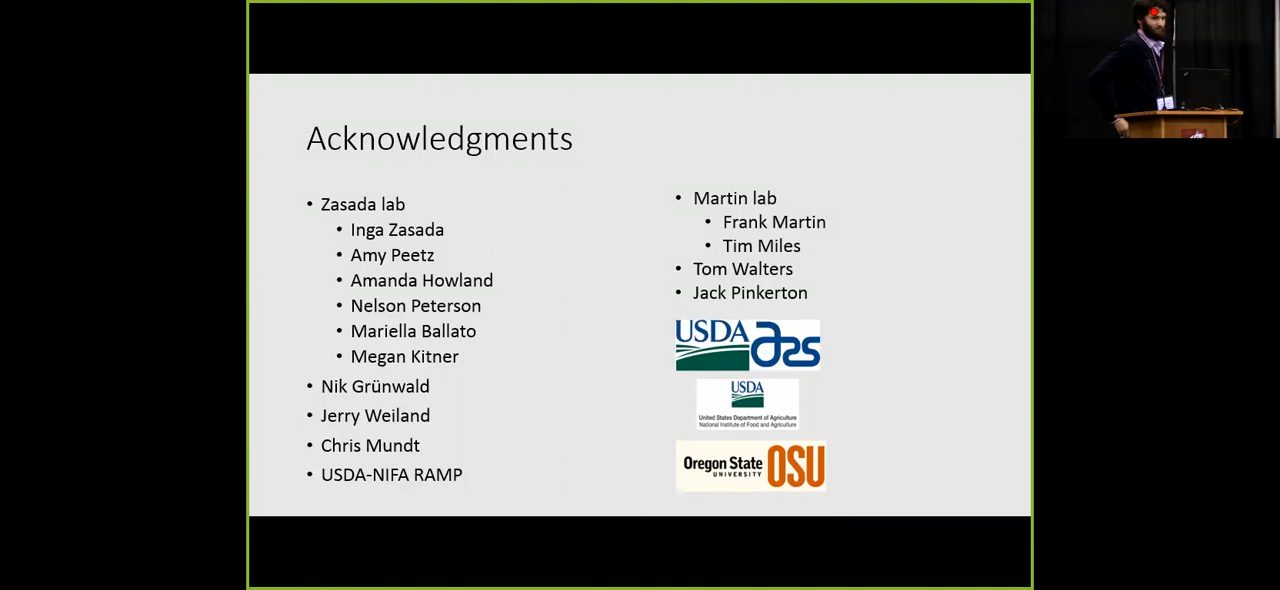 Acknowledgments
• Zasada lab
• Inga Zasada
• Amy Peetz
• Amanda Howland
• Nelson Peterson
• Mariella Ballato
• Megan Kitner
• Nik Grünwald
• Jerry Weiland
• Chris Mundt
• USDA-NIFA RAMP
• Martin lab
• Frank Martin
• Tim Miles
• Tom Walters
• Jack Pinkerton
USDA ars
USDA
United States Department of Agriculture
National Institute of Food and Agriculture
Oregon State OSU
UNIVERSITY